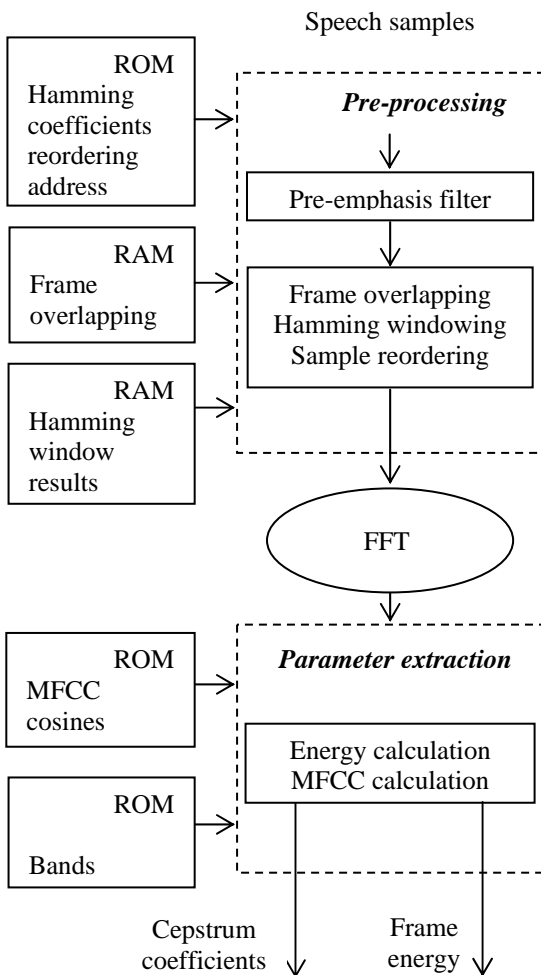 Speech samples
ROM
Hamming
coefficients
reordering
address
Pre-processing
Pre-emphasis filter
RAM
Frame
overlapping
Frame overlapping
Hamming windowing
Sample reordering
RAM
Hamming
window
results
FFT
ROM
MFCC
cosines
Parameter extraction
Energy calculation
MFCC calculation
ROM
Bands
Cepstrum
coefficients
Frame
energy